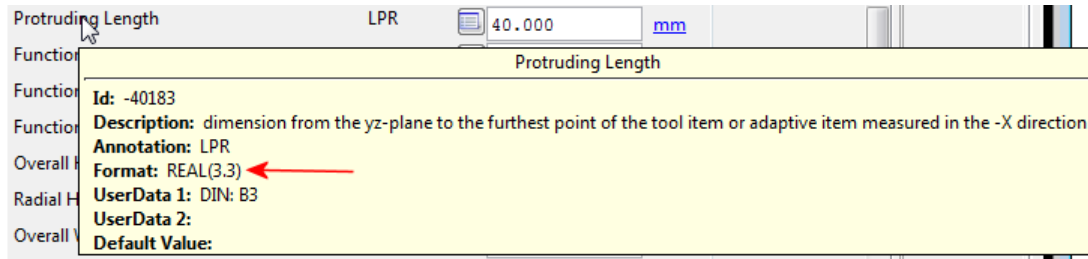 Protruding Length LPR 40.000 mm
Protruding Length
Id: -40183
Description: dimension from the yz-plane to the furthest point of the tool item or adaptive item measured in the -X direction
Annotation: LPR
Format: REAL(3.3)
UserData 1: DIN: B3
UserData 2:
Default Value:
Function
Function
Function
Overall
Radial H
Overall